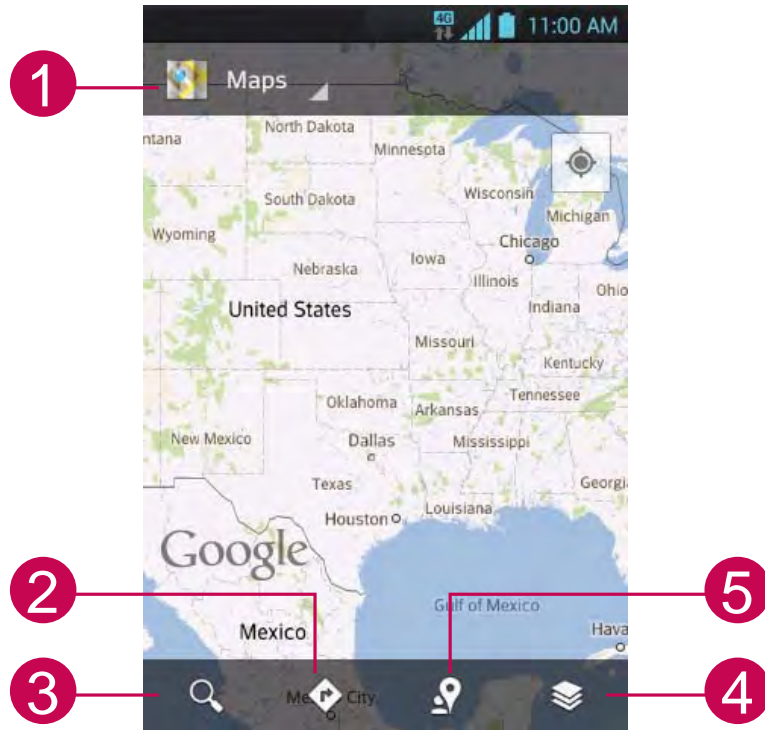 4G 11:00 AM
1
Maps
ntana
North Dakota
Minnesota
South Dakota
Wisconsin
Michigan
Wyoming
Chicago
Iowa
Nebraska
Illinois
Ohio
Indiana
United States
Missouri
Kentucky
Tennessee
Oklahoma
Arkansas
New Mexico
Dallas
Mississippi
Texas
Georgia
Louisiana
Houston
Google
2
5
Gulf of Mexico
Mexico
Hava
3
Me City
4